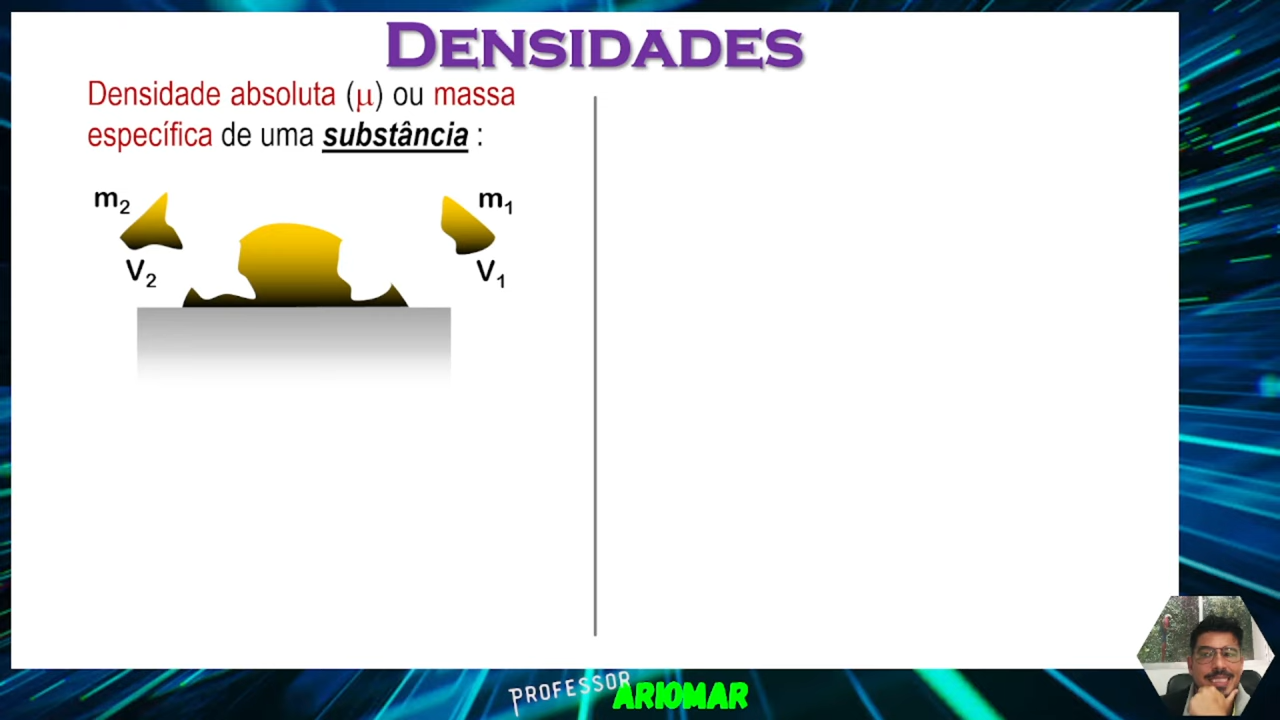 DENSIDADES
Densidade absoluta (μ) ou massa
específica de uma substância :
m₂
m₁
V₂
V₁
PROFESSOR ARIOMAR